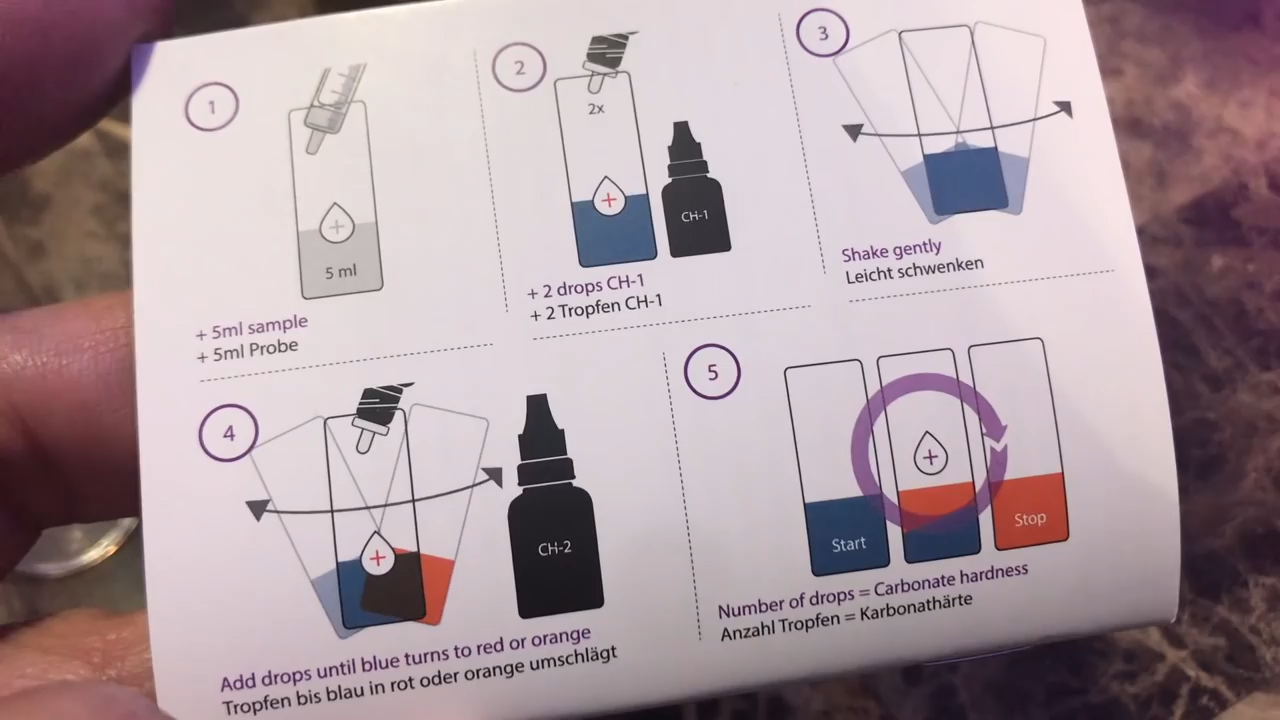 1
5 ml
+ 5ml sample
+ 5ml Probe
2
2x
CH-1
+ 2 drops CH-1
+ 2 Tropfen CH-1
3
Shake gently
Leicht schwenken
4
CH-2
Add drops until blue turns to red or orange
Tropfen bis blau in rot oder orange umschlägt
5
Start
Stop
Number of drops = Carbonate hardness
Anzahl Tropfen = Karbonathärte